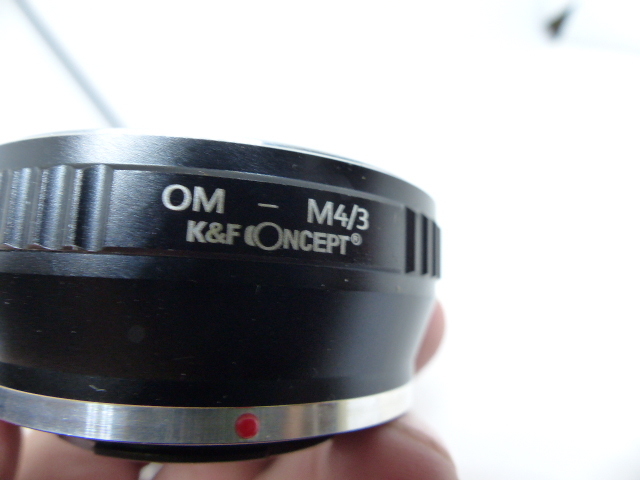 OM – M4/3
K&F CONCEPT®